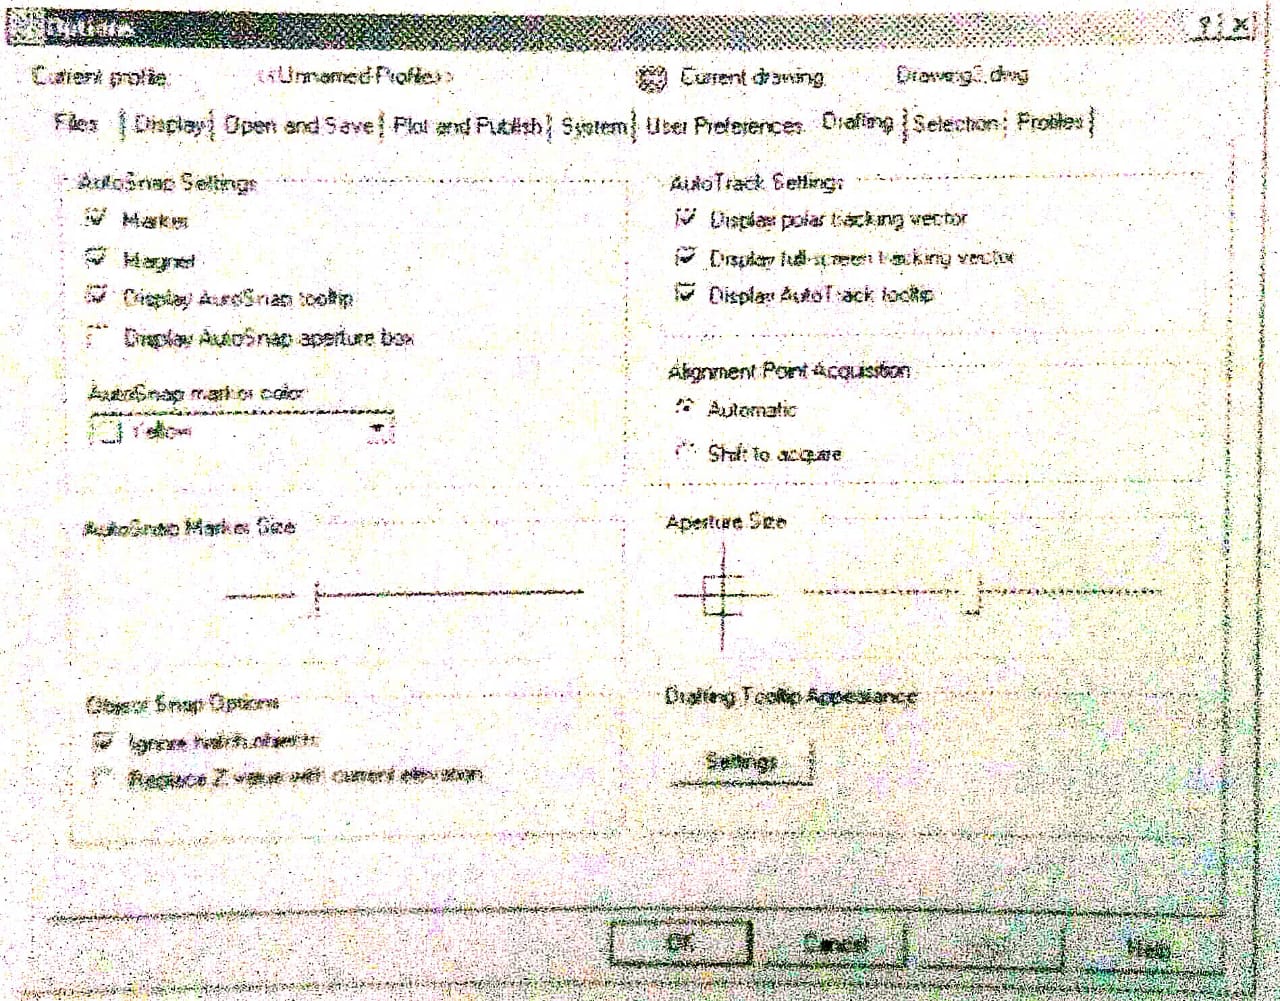 Options ? X
Current profile: <<Unnamed Profile>> Current drawing: Drawing2.dwg
Files Display Open and Save Plot and Publish System User Preferences Drafting Selection Profiles
AutoSnap Settings
Marker
Magnet
Display AutoSnap tooltip
Display AutoSnap aperture box
AutoSnap marker color:
Yellow
AutoTrack Settings
Display polar tracking vector
Display full-screen tracking vector
Display AutoTrack tooltip
Alignment Point Acquisition
Automatic
Shift to acquire
AutoSnap Marker Size
Aperture Size
Object Snap Options
Ignore hatch objects
Replace Z value with current elevation
Drafting Tooltip Appearance
Settings
OK Cancel Help